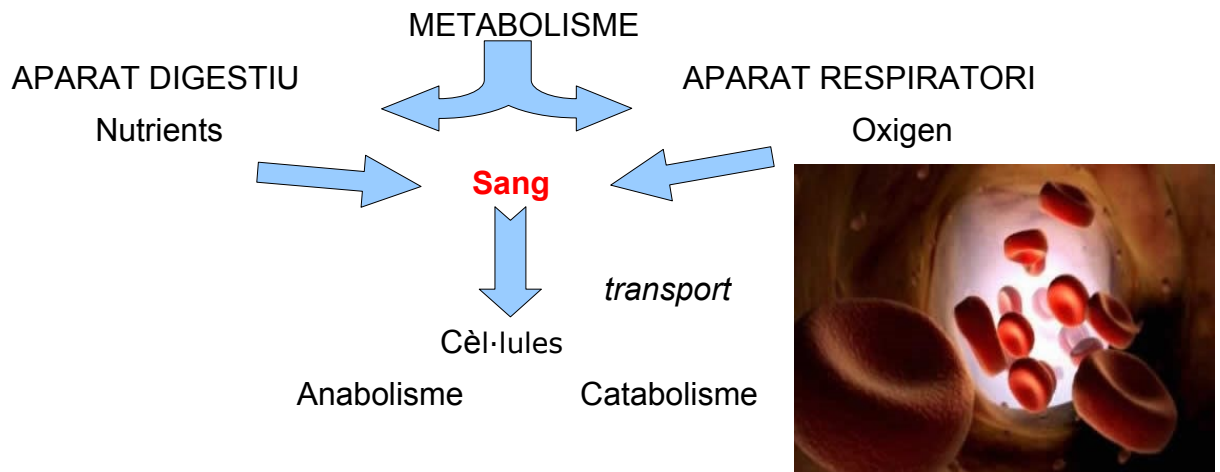 METABOLISME
APARAT DIGESTIU
APARAT RESPIRATORI
Nutrients
Oxigen
Sang
transport
Cèl·lules
Anabolisme
Catabolisme